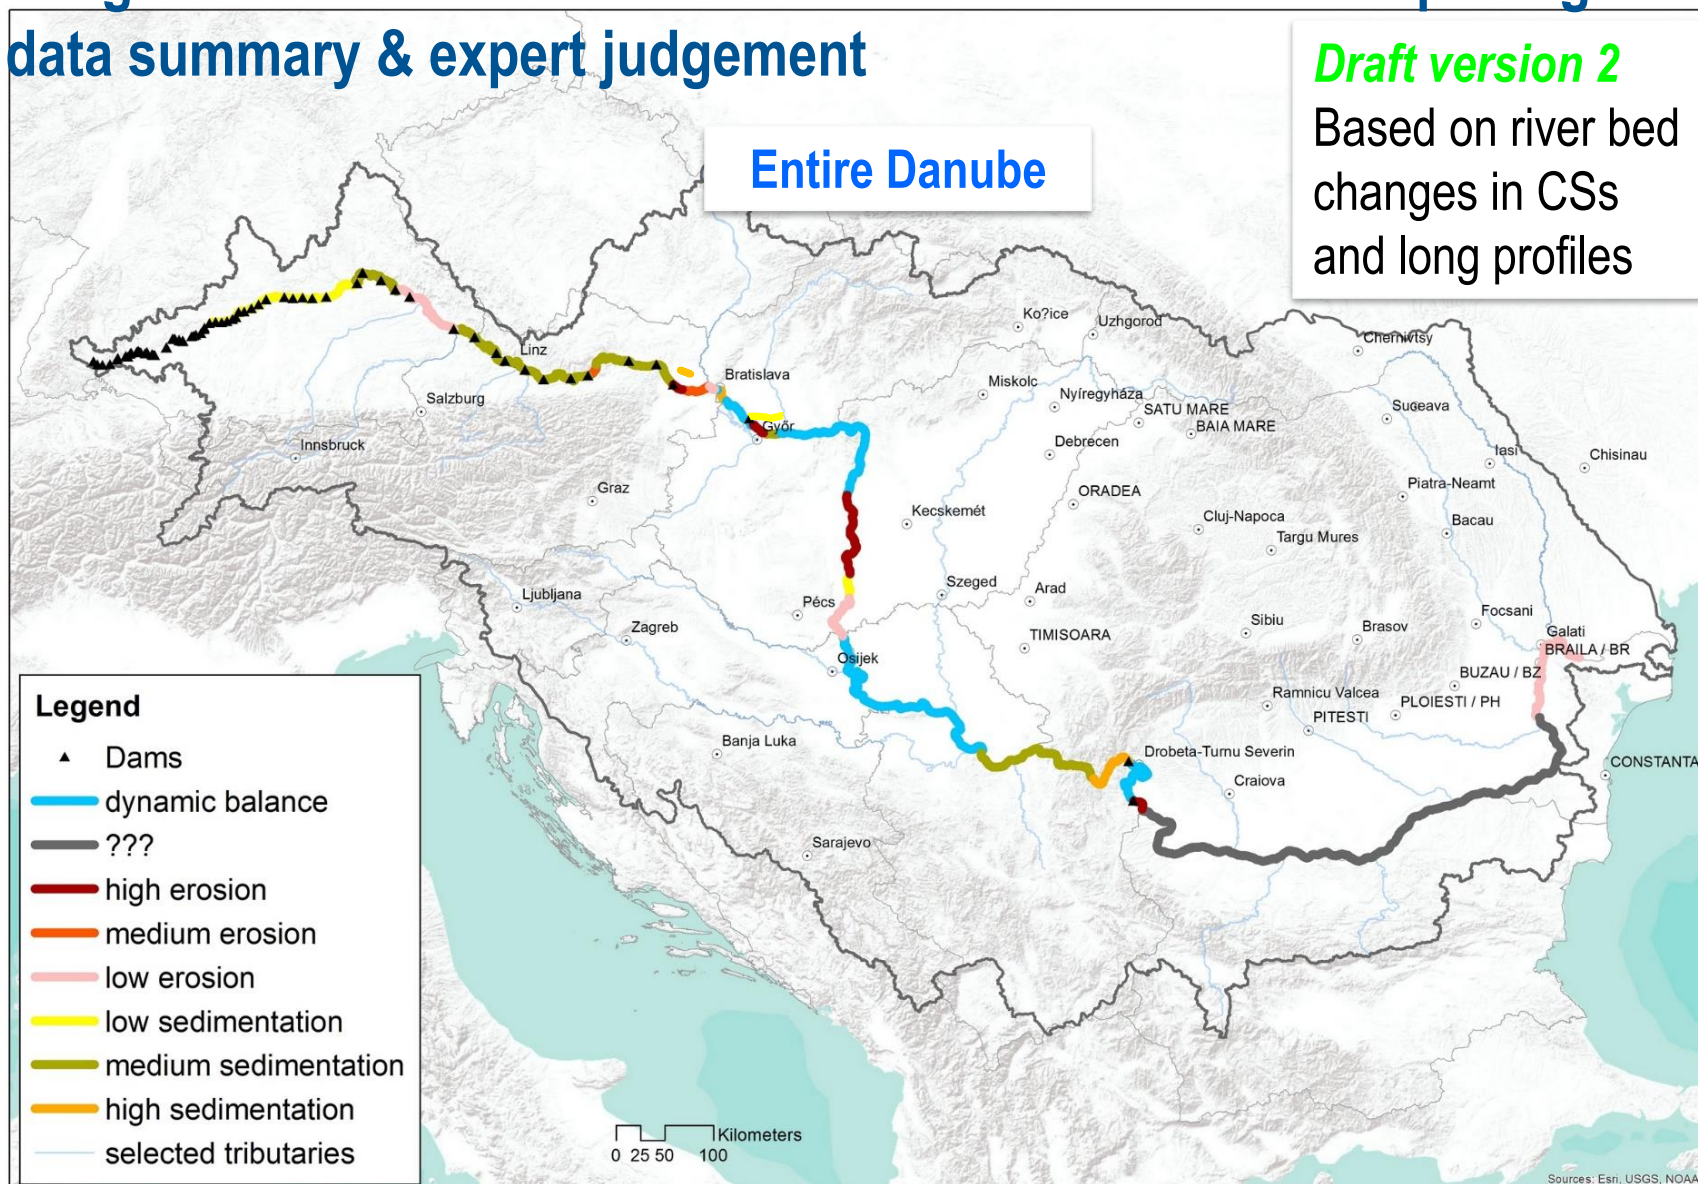 data summary & expert judgement
Draft version 2
Based on river bed
changes in CSs
and long profiles
Entire Danube
Ko?ice
Uzhgorod
Chernivtsy
Linz
Bratislava
Miskolc
Nyíregyháza
SATU MARE
BAIA MARE
Suceava
Salzburg
Győr
Debrecen
Iasi
Chisinau
Innsbruck
Graz
ORADEA
Piatra-Neamt
Kecskemét
Cluj-Napoca
Bacau
Targu Mures
Ljubljana
Szeged
Arad
Pécs
Focsani
Zagreb
Sibiu
Brasov
Galati
TIMISOARA
BRAILA / BR
Osijek
BUZAU / BZ
Ramnicu Valcea
PLOIESTI / PH
PITESTI
Banja Luka
Drobeta-Turnu Severin
CONSTANTA
Craiova
Sarajevo
Legend
Dams
dynamic balance
???
high erosion
medium erosion
low erosion
low sedimentation
medium sedimentation
high sedimentation
selected tributaries
Kilometers
0 25 50 100
Sources: Esri, USGS, NOAA